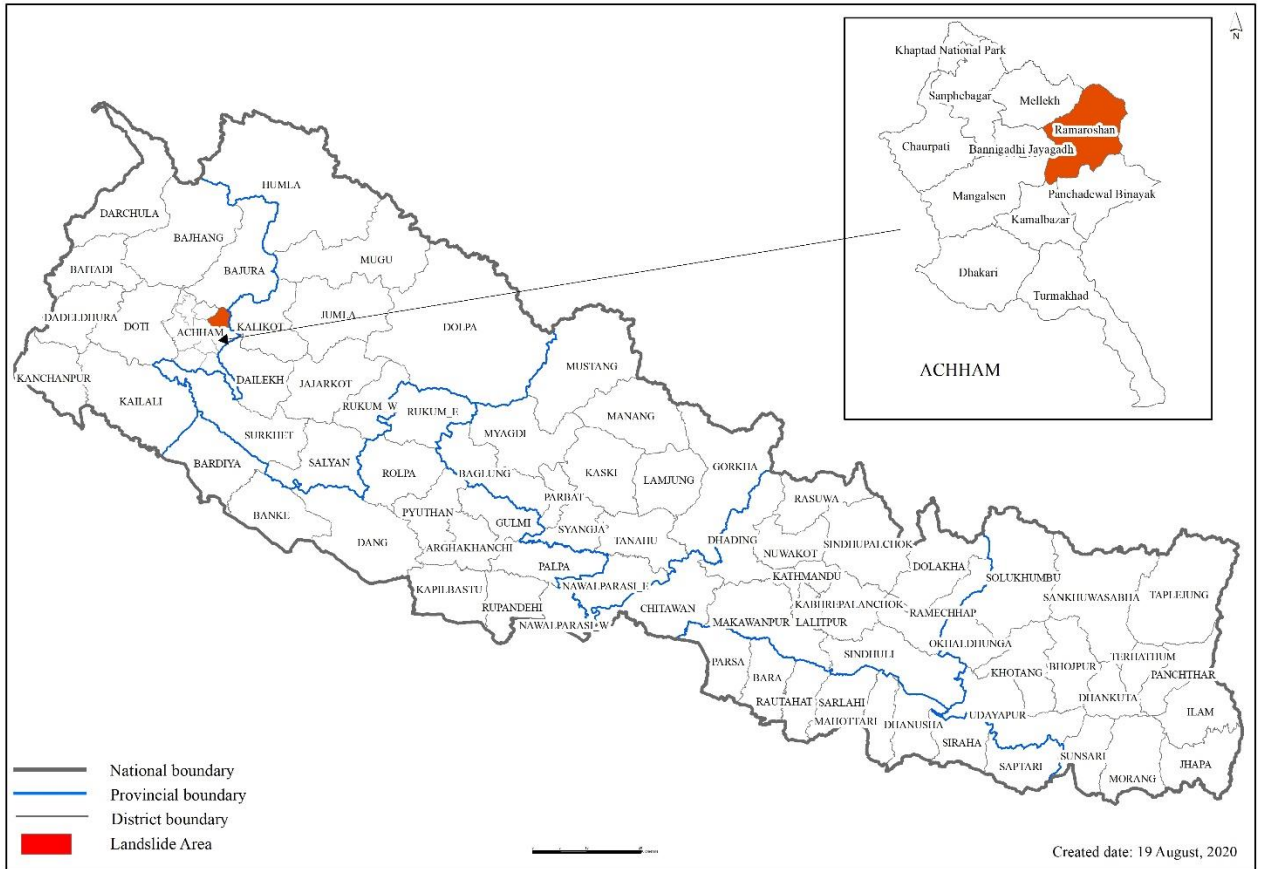 N
Khaptad National Park
Sanphebagar
Mellekh
Ramaroshan
Chaurpati
Bannigadhi Jayagadh
Mangalsen
Panchadewal Binayak
Kamalbazar
Dhakari
Turmakhad
ACHHAM
HUMLA
DARCHULA
BAJHANG
MUGU
BAJURA
BAITADI
DADELDHURA
DOTI
ACHHAM
KALIKOT
JUMLA
DOLPA
KANCHANPUR
KAILALI
DAILEKH
JAJARKOT
MUSTANG
RUKUM_W
RUKUM_E
MANANG
SURKHET
MYAGDI
BARDIYA
SALYAN
ROLPA
BAGLUNG
KASKI
LAMJUNG
GORKHA
RASUWA
PARBAT
BANKE
PYUTHAN
GULMI
SYANGJA
TANAHU
DHADING
NUWAKOT
SINDHUPALCHOK
DANG
ARGHAKHANCHI
PALPA
DOLAKHA
SOLUKHUMBU
KAPILBASTU
NAWALPARASI_E
KATHMANDU
SANKHUWASABHA
TAPLEJUNG
RUPANDEHI
CHITAWAN
KABHREPALANCHOK
RAMECHHAP
NAWALPARASI_W
MAKAWANPUR
LALITPUR
OKHALDHUNGA
SINDHULI
TERHATHUM
PARSA
BARA
KHOTANG
BHOJPUR
PANCHTHAR
RAUTAHAT
SARLAHI
DHANKUTA
MAHOTTARI
DHANUSHA
UDAYAPUR
ILAM
SIRAHA
SAPTARI
SUNSARI
MORANG
JHAPA
National boundary
Provincial boundary
District boundary
Landslide Area
Created date: 19 August, 2020